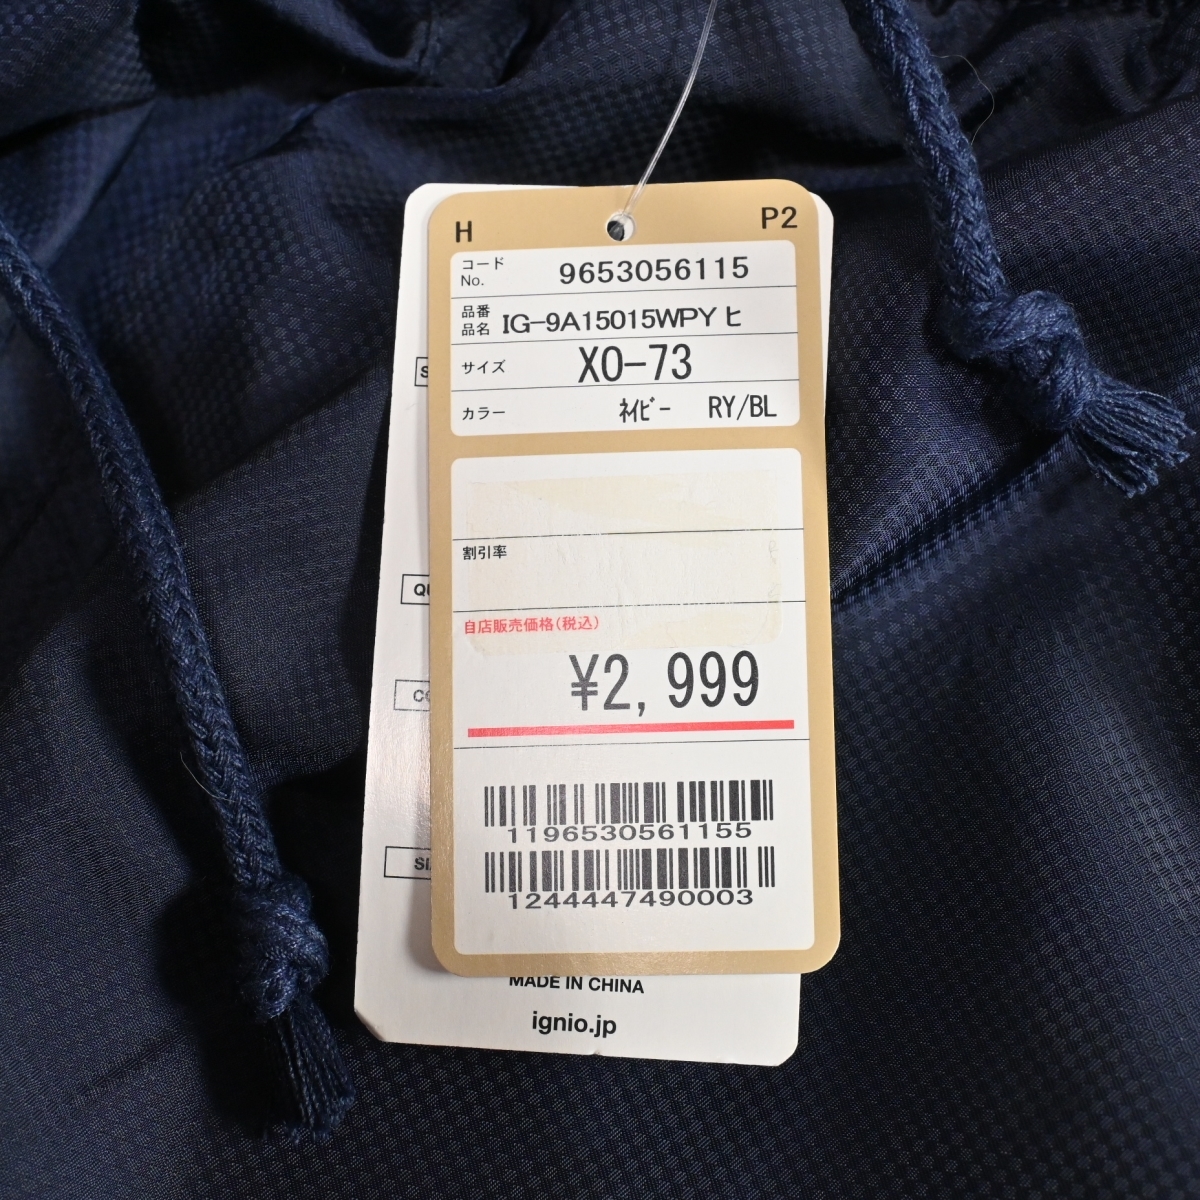 H P2
コード
No. 9653056115
品番
品名 IG-9A15015WPY ヒ
サイズ XO-73
カラー ﾈｲﾋﾞｰ RY/BL
割引率
自店販売価格(税込)
¥2,999
1196530561155
1244447490003
MADE IN CHINA
ignio.jp